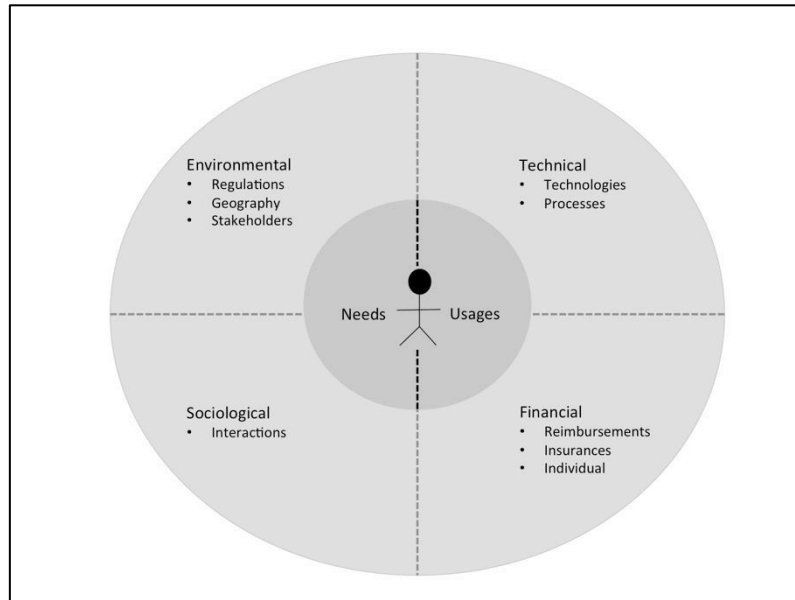 Environmental
• Regulations
• Geography
• Stakeholders
Technical
• Technologies
• Processes
Needs
Usages
Sociological
• Interactions
Financial
• Reimbursements
• Insurances
• Individual